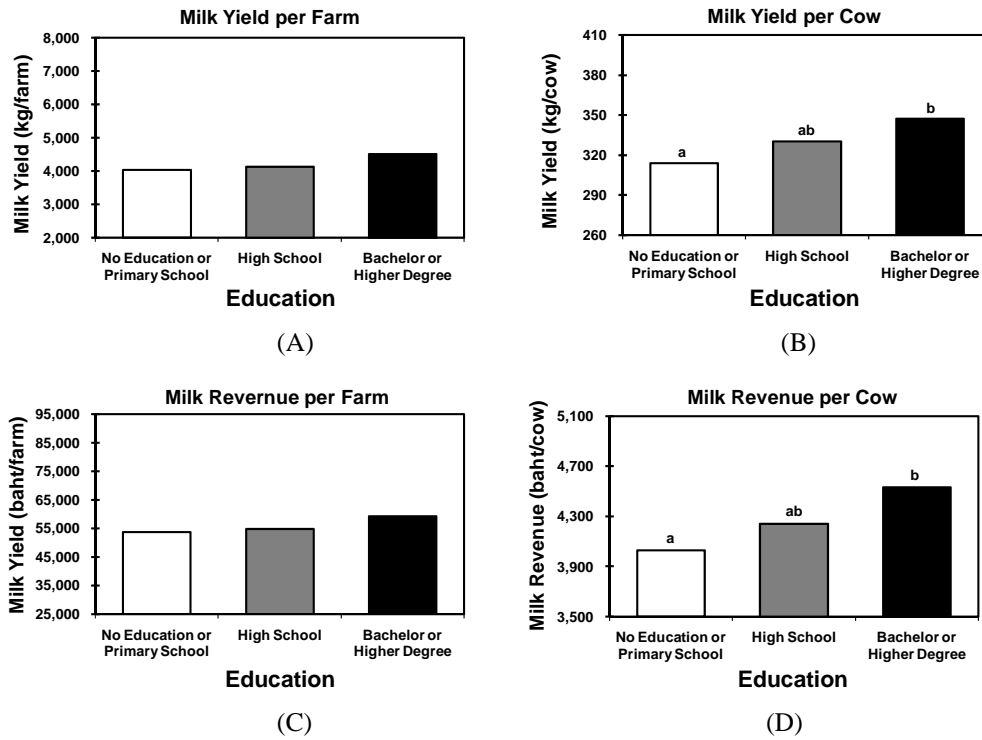 Milk Yield per Farm
Milk Yield (kg/farm)
8,000
7,000
6,000
5,000
4,000
3,000
2,000
No Education or
Primary School
High School
Bachelor or
Higher Degree
Education
(A)
Milk Yield per Cow
Milk Yield (kg/cow)
410
380
350
320
290
260
a
ab
b
No Education or
Primary School
High School
Bachelor or
Higher Degree
Education
(B)
Milk Revernue per Farm
Milk Yield (baht/farm)
95,000
85,000
75,000
65,000
55,000
45,000
35,000
25,000
No Education or
Primary School
High School
Bachelor or
Higher Degree
Education
(C)
Milk Revenue per Cow
Milk Revenue (baht/cow)
5,100
4,700
4,300
3,900
3,500
a
ab
b
No Education or
Primary School
High School
Bachelor or
Higher Degree
Education
(D)